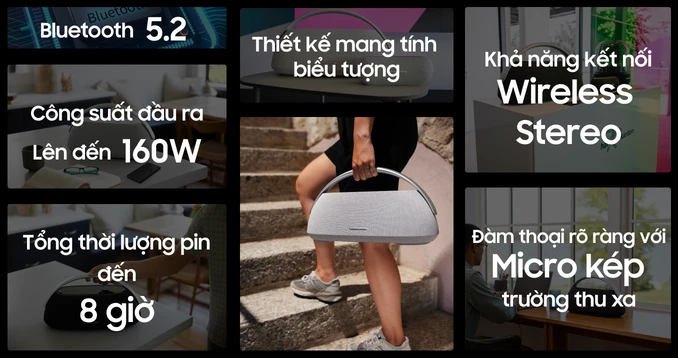 Bluetooth 5.2
Công suất đầu ra
Lên đến 160W
Tổng thời lượng pin
đến
8 giờ
Thiết kế mang tính
biểu tượng
Khả năng kết nối
Wireless
Stereo
Đàm thoại rõ ràng với
Micro kép
trường thu xa